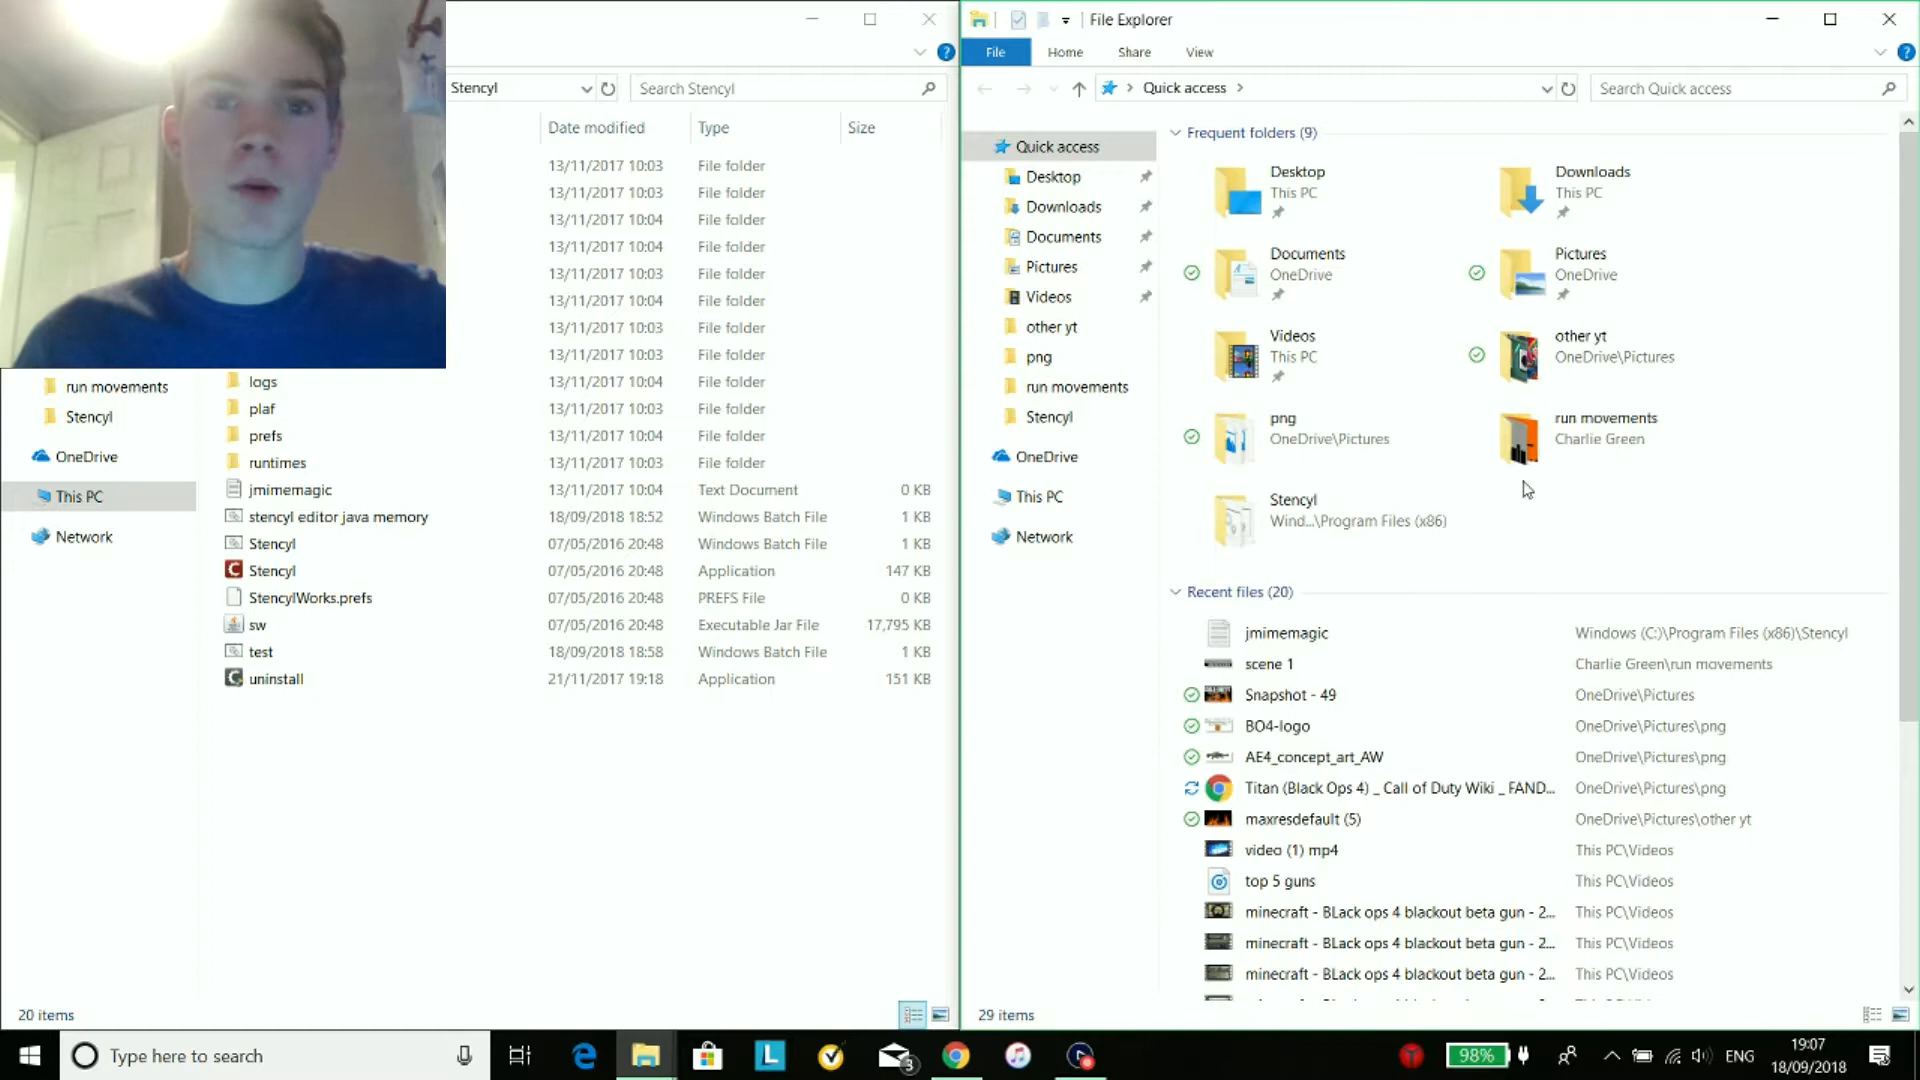 Stencyl
Search Stencyl
Date modified Type Size
13/11/2017 10:03 File folder
13/11/2017 10:03 File folder
13/11/2017 10:04 File folder
13/11/2017 10:04 File folder
13/11/2017 10:03 File folder
13/11/2017 10:04 File folder
13/11/2017 10:03 File folder
13/11/2017 10:03 File folder
logs 13/11/2017 10:04 File folder
plaf 13/11/2017 10:03 File folder
prefs 13/11/2017 10:04 File folder
runtimes 13/11/2017 10:03 File folder
jmimemagic 13/11/2017 10:04 Text Document 0 KB
stencyl editor java memory 18/09/2018 18:52 Windows Batch File 1 KB
Stencyl 07/05/2016 20:48 Windows Batch File 1 KB
Stencyl 07/05/2016 20:48 Application 147 KB
StencylWorks.prefs 07/05/2016 20:48 PREFS File 0 KB
sw 07/05/2016 20:48 Executable Jar File 17,795 KB
test 18/09/2018 18:58 Windows Batch File 1 KB
uninstall 21/11/2017 19:18 Application 151 KB
run movements
Stencyl
OneDrive
This PC
Network
20 items
File Explorer
File Home Share View
Quick access
Search Quick access
Quick access
Desktop
Downloads
Documents
Pictures
Videos
other yt
png
run movements
Stencyl
OneDrive
This PC
Network
Frequent folders (9)
Desktop
This PC
Downloads
This PC
Documents
OneDrive
Pictures
OneDrive
Videos
This PC
other yt
OneDrive\Pictures
png
OneDrive\Pictures
run movements
Charlie Green
Stencyl
Wind...\Program Files (x86)
Recent files (20)
jmimemagic Windows (C:)\Program Files (x86)\Stencyl
scene 1 Charlie Green\run movements
Snapshot - 49 OneDrive\Pictures
BO4-logo OneDrive\Pictures\png
AE4_concept_art_AW OneDrive\Pictures\png
Titan (Black Ops 4) _ Call of Duty Wiki _ FAND... OneDrive\Pictures\png
maxresdefault (5) OneDrive\Pictures\other yt
video (1) mp4 This PC\Videos
top 5 guns This PC\Videos
minecraft - BLack ops 4 blackout beta gun - 2... This PC\Videos
minecraft - BLack ops 4 blackout beta gun - 2... This PC\Videos
minecraft - BLack ops 4 blackout beta gun - 2... This PC\Videos
29 items
Type here to search
L
3
98%
ENG
19:07
18/09/2018